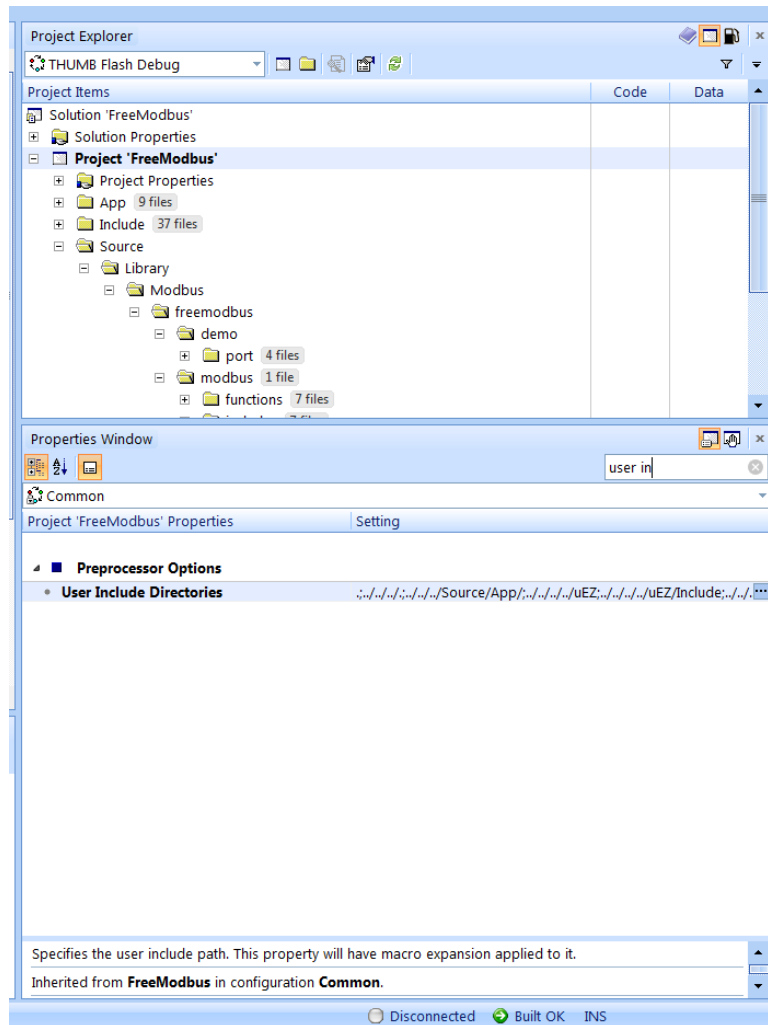 Project Explorer
THUMB Flash Debug
Project Items Code Data
Solution 'FreeModbus'
Solution Properties
Project 'FreeModbus'
Project Properties
App 9 files
Include 37 files
Source
Library
Modbus
freemodbus
demo
port 4 files
modbus 1 file
functions 7 files
Properties Window
user in
Common
Project 'FreeModbus' Properties Setting
Preprocessor Options
User Include Directories .;../../../.;../../../Source/App/;../../../../uEZ;../../../../uEZ/Include;../../.
Specifies the user include path. This property will have macro expansion applied to it.
Inherited from FreeModbus in configuration Common.
Disconnected Built OK INS